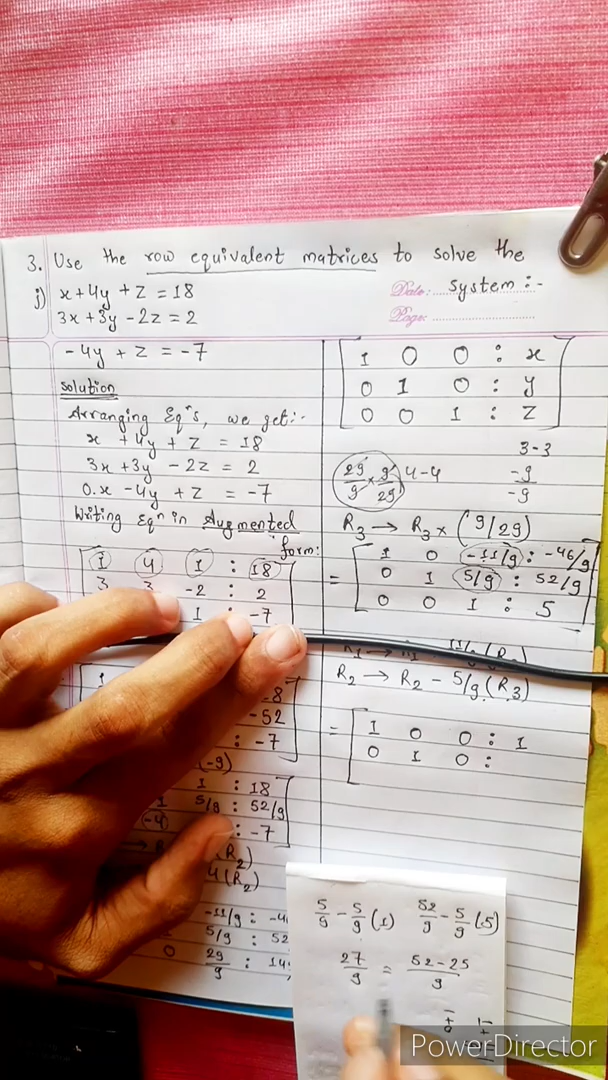 3. Use the row equivalent matrices to solve the
System :-
j) x + 4y + z = 18
3x + 3y - 2z = 2
- 4y + z = -7
Date:
Page:
Solution
Arranging Eqⁿs, we get:-
x + 4y + z = 18
3x + 3y - 2z = 2
0.x - 4y + z = -7
Writing Eqⁿ in Augmented
form:
1 4 1 : 18
3 3 -2 : 2
1 : -7
-52
: -7
(-9)
1 : 18
1 5/9 : 52/9
-4 : -7
(R2)
4(R2)
-11/9 :
5/9 : 52
0 29/9 : 14
1 0 0 : x
0 1 0 : y
0 0 1 : z
3-3
29/9 × 9/29 4-4 -9/-9
R3 → R3 × (9/29)
= 1 0 -11/9 : -46/9
0 1 5/9 : 52/9
0 0 1 : 5
R2 → R2 - 5/9 (R3)
= 1 0 0 : 1
0 1 0 :
5/9 - 5/9 (1) 52/9 - 5/9 (5)
27/9 = 52-25/9
PowerDirector